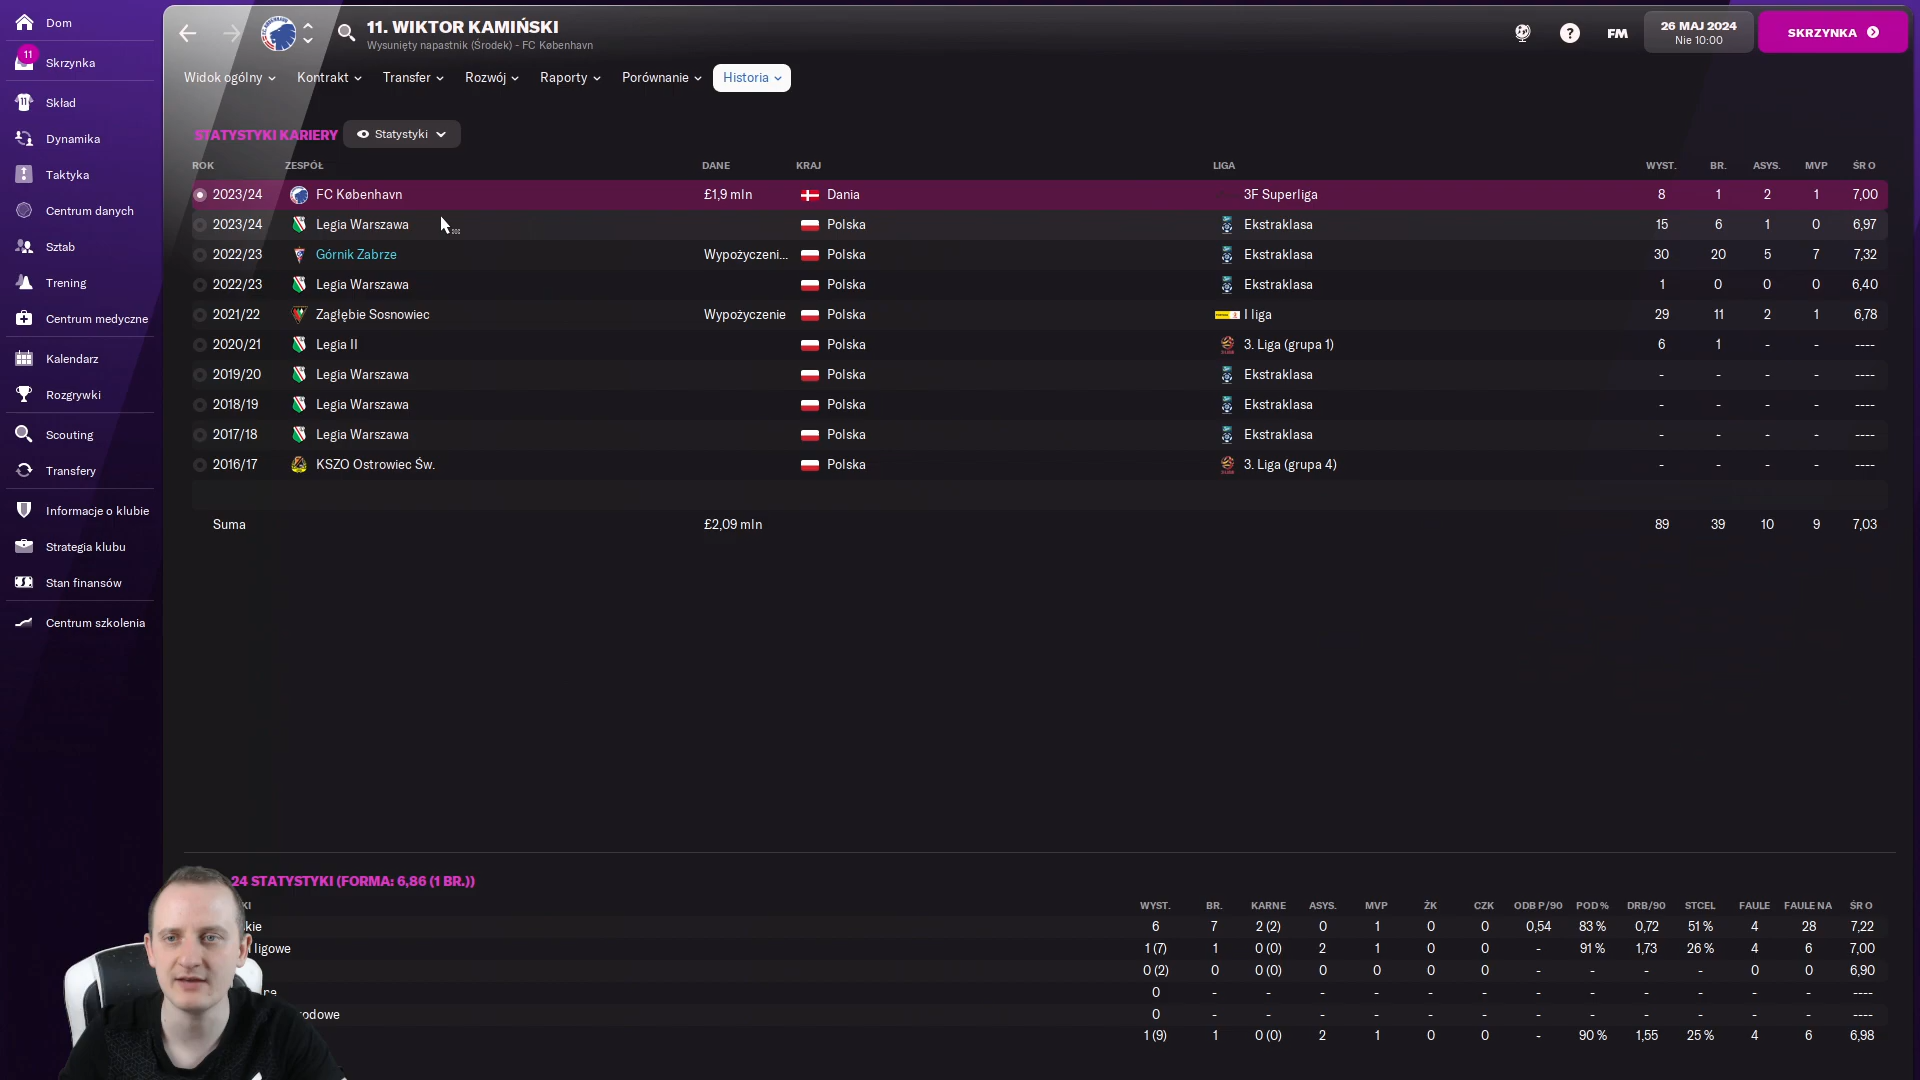 Dom
11
Skrzynka
Skład
Dynamika
Taktyka
Centrum danych
Sztab
Trening
Centrum medyczne
Kalendarz
Rozgrywki
Scouting
Transfery
Informacje o klubie
Strategia klubu
Stan finansów
Centrum szkolenia
11. WIKTOR KAMIŃSKI
Wysunięty napastnik (Środek) - FC København
FM
26 MAJ 2024
Nie 10:00
SKRZYNKA
Widok ogólny Kontrakt Transfer Rozwój Raporty Porównanie Historia
STATYSTYKI KARIERY Statystyki
ROK ZESPÓŁ DANE KRAJ LIGA WYST. BR. ASYS. MVP ŚR O
2023/24 FC København £1,9 mln Dania 3F Superliga 8 1 2 1 7,00
2023/24 Legia Warszawa Polska Ekstraklasa 15 6 1 0 6,97
2022/23 Górnik Zabrze Wypożyczeni... Polska Ekstraklasa 30 20 5 7 7,32
2022/23 Legia Warszawa Polska Ekstraklasa 1 0 0 0 6,40
2021/22 Zagłębie Sosnowiec Wypożyczenie Polska I liga 29 11 2 1 6,78
2020/21 Legia II Polska 3. Liga (grupa 1) 6 1 - - ----
2019/20 Legia Warszawa Polska Ekstraklasa - - - - ----
2018/19 Legia Warszawa Polska Ekstraklasa - - - - ----
2017/18 Legia Warszawa Polska Ekstraklasa - - - - ----
2016/17 KSZO Ostrowiec Św. Polska 3. Liga (grupa 4) - - - - ----
Suma £2,09 mln 89 39 10 9 7,03
24 STATYSTYKI (FORMA: 6,86 (1 BR.))
KI WYST. BR. KARNE ASYS. MVP ŻK CZK ODB P/90 POD % DRB/90 STCEL FAULE FAULE NA ŚR O
kie 6 7 2 (2) 0 1 0 0 0,54 83 % 0,72 51 % 4 28 7,22
ligowe 1 (7) 1 0 (0) 2 1 0 0 - 91 % 1,73 26 % 4 6 7,00
0 (2) 0 0 (0) 0 0 0 0 - - - - 0 0 6,90
ne 0 - - - - - - - - - - - - ----
rodowe 0 - - - - - - - - - - - - ----
1 (9) 1 0 (0) 2 1 0 0 - 90 % 1,55 25 % 4 6 6,98